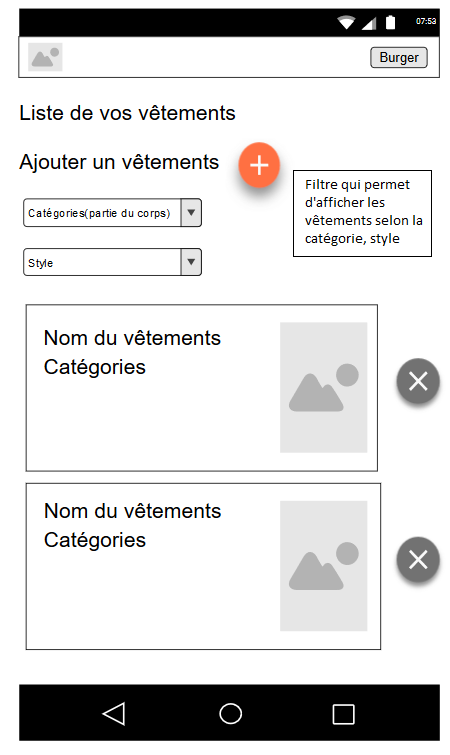 07:53
Burger
Liste de vos vêtements
Ajouter un vêtements
Filtre qui permet
d'afficher les
vêtements selon la
catégorie, style
Catégories(partie du corps)
Style
Nom du vêtements
Catégories
Nom du vêtements
Catégories